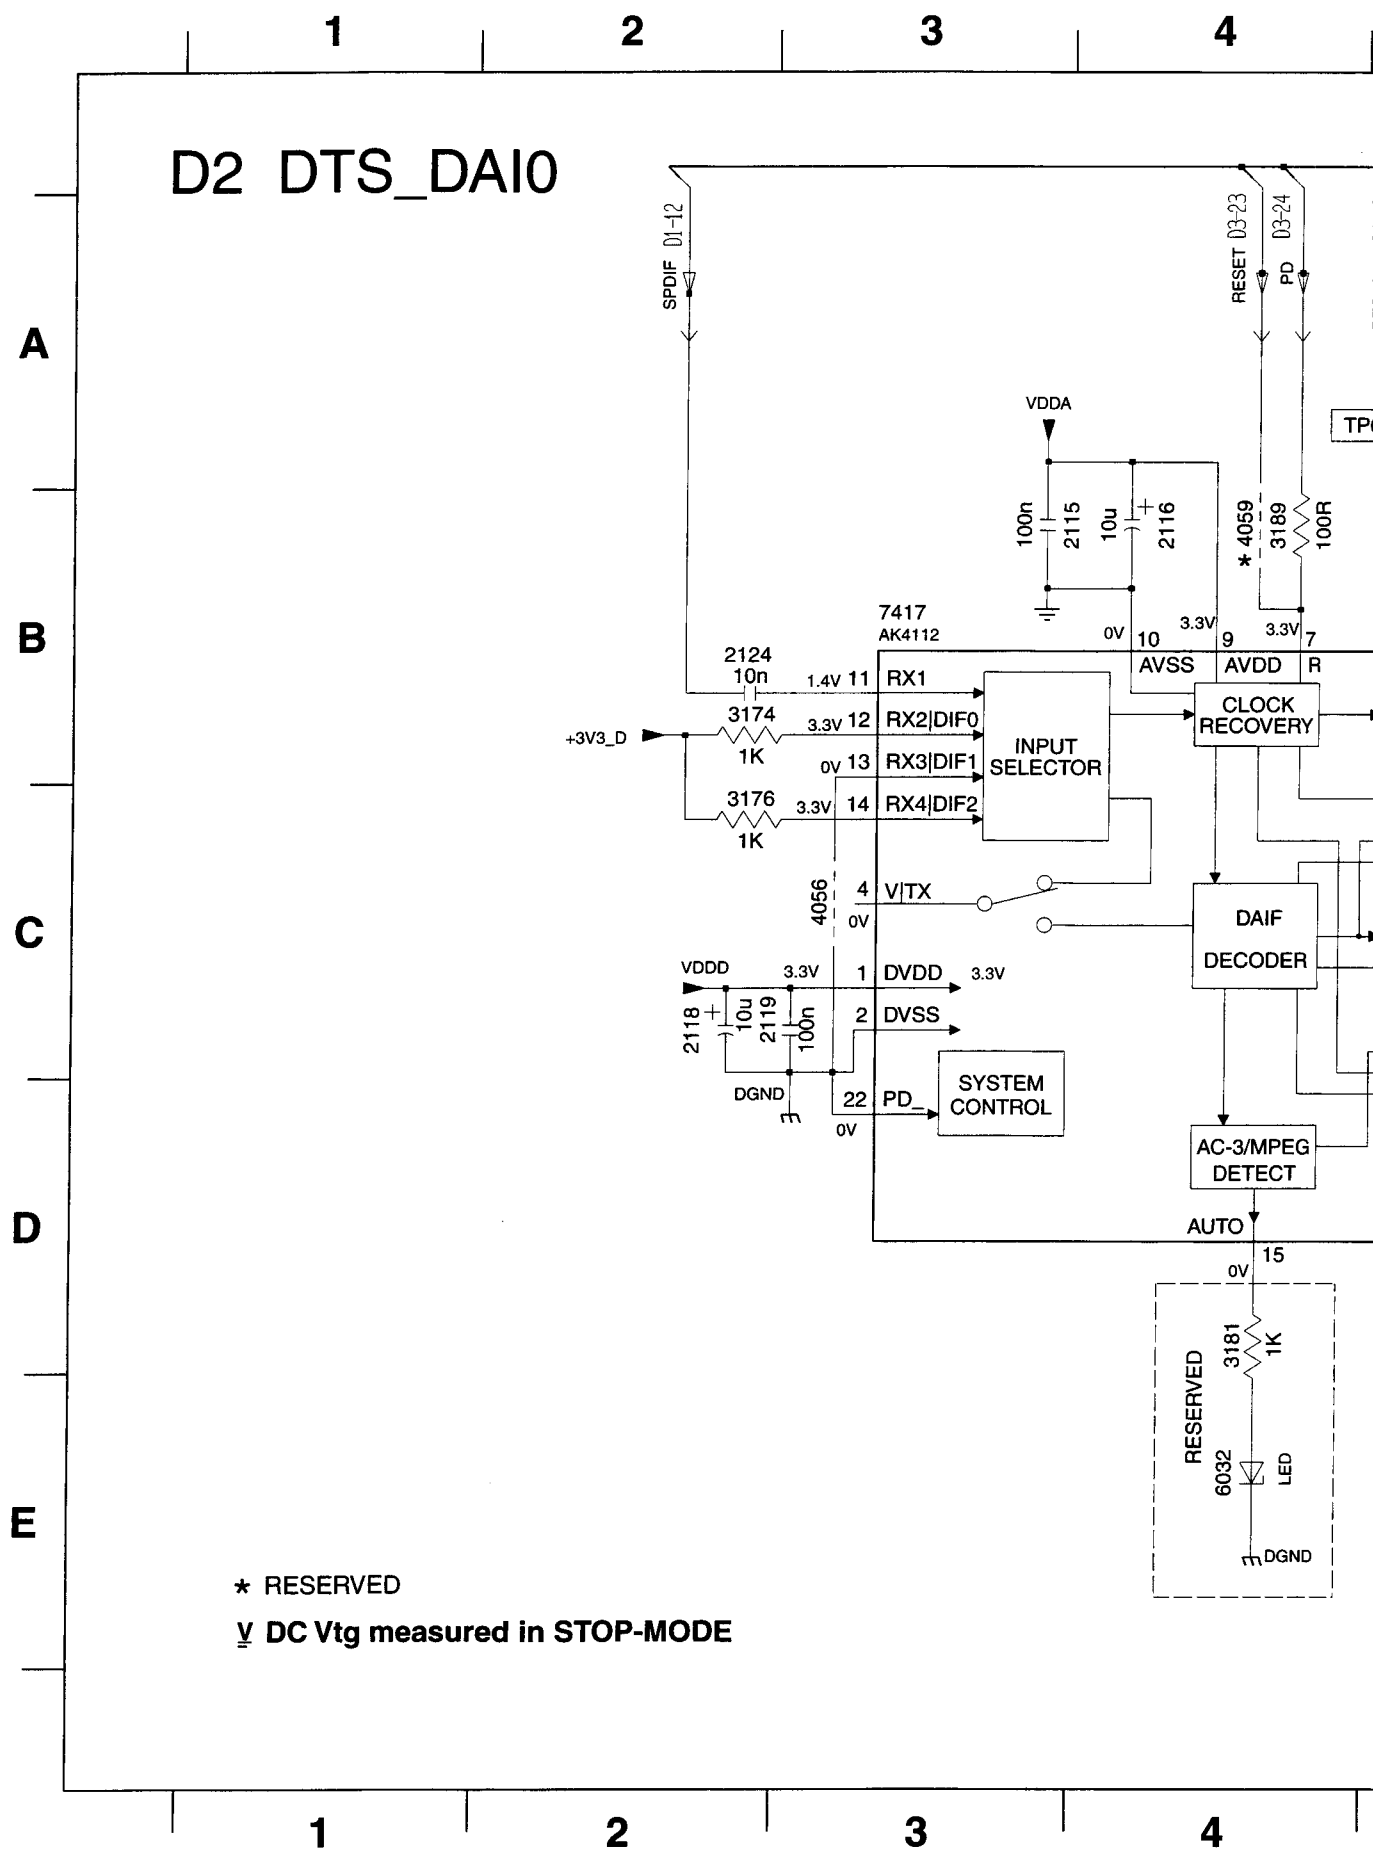 1 2 3 4
D2 DTS_DAI0
SPDIF D1-12
RESET D3-23
PD D3-24
A
VDDA
100n
2115
10u
+
2116
* 4059
3189
100R
B
7417
AK4112
0V 10
3.3V 9
3.3V 7
AVSS AVDD R
2124
10n
1.4V 11 RX1
3174
1K
3.3V 12 RX2|DIF0
+3V3_D
0V 13 RX3|DIF1
3176
1K
3.3V 14 RX4|DIF2
INPUT
SELECTOR
CLOCK
RECOVERY
4056
4 V|TX
0V
C
DAIF
DECODER
VDDD
3.3V 1 DVDD 3.3V
2118
+
10u
2119
100n
2 DVSS
SYSTEM
CONTROL
DGND
22 PD_
0V
AC-3/MPEG
DETECT
D
AUTO
15
0V
3181
1K
RESERVED
6032
LED
E
DGND
* RESERVED
V DC Vtg measured in STOP-MODE
1 2 3 4